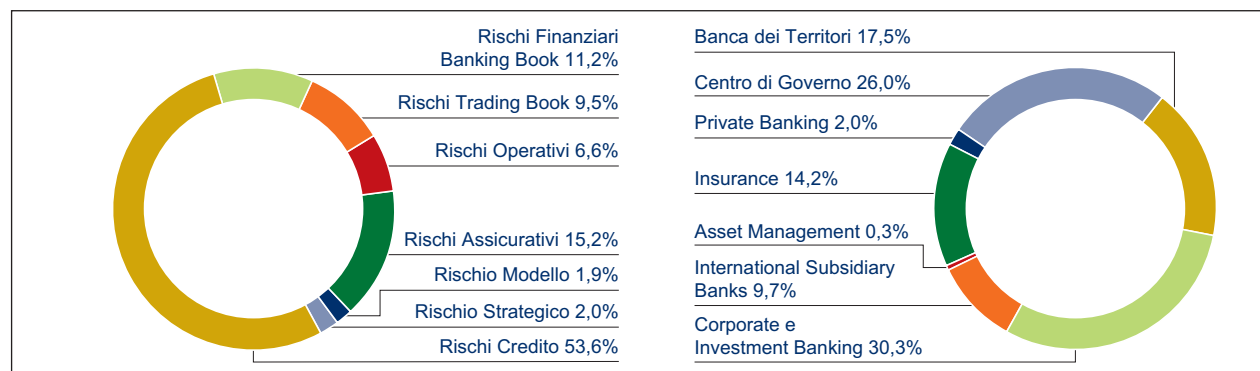 Rischi Finanziari
Banking Book 11,2%
Rischi Trading Book 9,5%
Rischi Operativi 6,6%
Rischi Assicurativi 15,2%
Rischio Modello 1,9%
Rischio Strategico 2,0%
Rischi Credito 53,6%
Banca dei Territori 17,5%
Centro di Governo 26,0%
Private Banking 2,0%
Insurance 14,2%
Asset Management 0,3%
International Subsidiary
Banks 9,7%
Corporate e
Investment Banking 30,3%